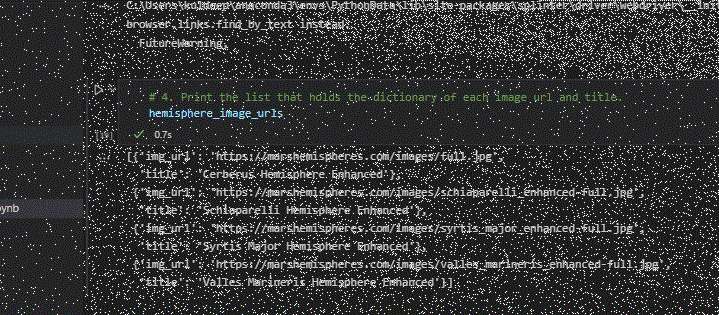 C:\Users\kuldeep\anaconda3\envs\PythonData\lib\site-packages\splinter\driver\webdriver\
browser.links.find_by_text instead.
FutureWarning,
# 4. Print the list that holds the dictionary of each image url and title.
hemisphere_image_urls
[19] 0.7s
[{'img_url': 'https://marshemispheres.com/images/full.jpg',
'title': 'Cerberus Hemisphere Enhanced'},
{'img_url': 'https://marshemispheres.com/images/schiaparelli_enhanced-full.jpg',
'title': 'Schiaparelli Hemisphere Enhanced'},
ynb
{'img_url': 'https://marshemispheres.com/images/syrtis_major_enhanced-full.jpg',
'title': 'Syrtis Major Hemisphere Enhanced'},
{'img_url': 'https://marshemispheres.com/images/valles_marineris_enhanced-full.jpg',
'title': 'Valles Marineris Hemisphere Enhanced'}]